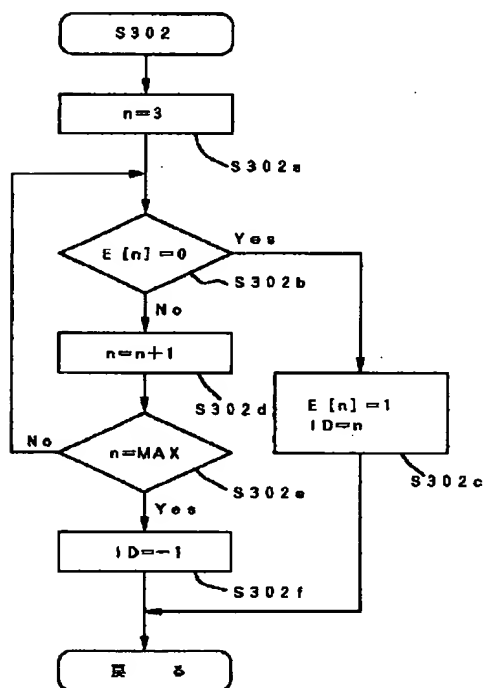 S302
n=3
S302a
E[n]=0
Yes
S302b
No
n=n+1
S302d
E[n]=1
ID=n
S302c
No
n=MAX
S302e
Yes
ID=-1
S302f
戻 る